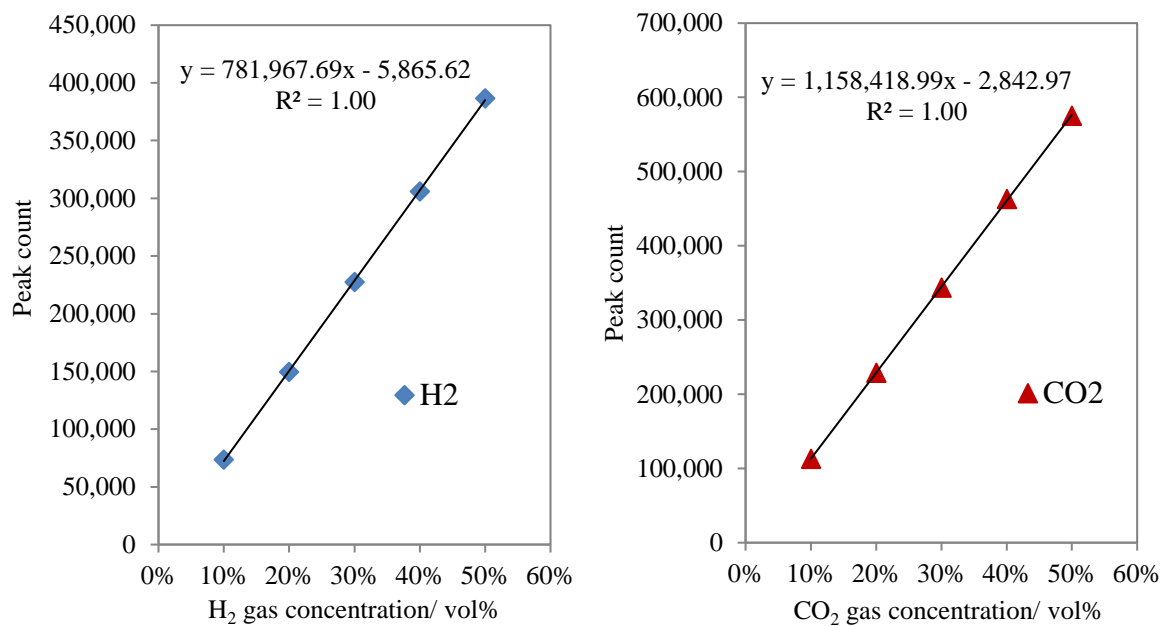 450,000
400,000
350,000
300,000
250,000
200,000
150,000
100,000
50,000
0
Peak count
y = 781,967.69x - 5,865.62
R² = 1.00
H2
0% 10% 20% 30% 40% 50% 60%
H₂ gas concentration/ vol%
700,000
600,000
500,000
400,000
300,000
200,000
100,000
0
Peak count
y = 1,158,418.99x - 2,842.97
R² = 1.00
CO2
0% 10% 20% 30% 40% 50% 60%
CO₂ gas concentration/ vol%